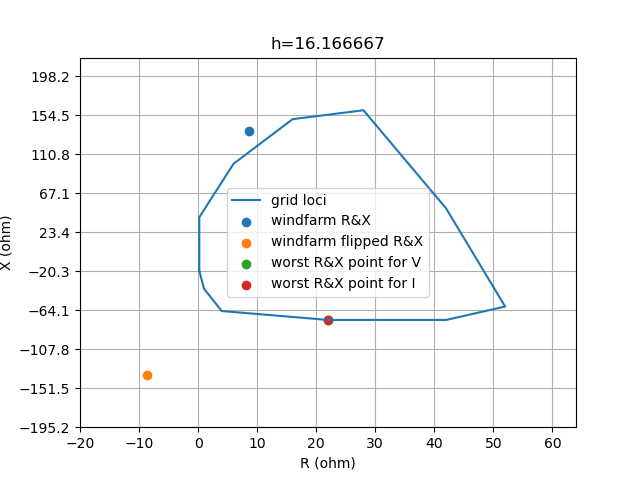 h=16.166667
198.2
154.5
110.8
67.1
23.4
−20.3
−64.1
−107.8
−151.5
−195.2
X (ohm)
grid loci
windfarm R&X
windfarm flipped R&X
worst R&X point for V
worst R&X point for I
−20 −10 0 10 20 30 40 50 60
R (ohm)